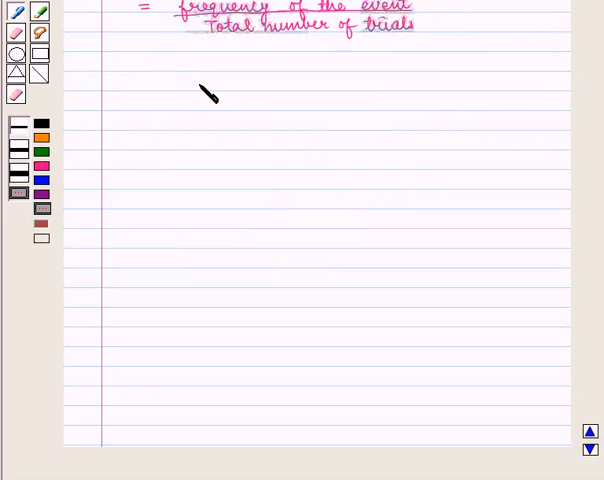 = frequency of the event
Total number of trials